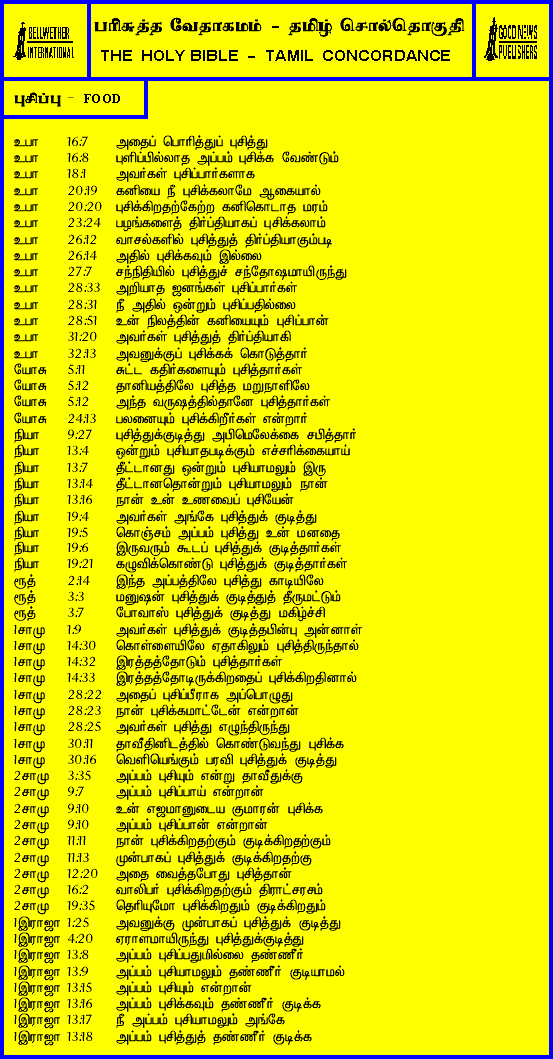 BELLWETHER INTERNATIONAL
பரிசுத்த வேதாகமம் - தமிழ் சொல்தொகுதி
THE HOLY BIBLE - TAMIL CONCORDANCE
GOOD NEWS PUBLISHERS
புசிப்பு - FOOD
உபா 16:7 அதைப் பொரித்துப் புசித்து
உபா 16:8 புளிப்பில்லாத அப்பம் புசிக்க வேண்டும்
உபா 18:1 அவர்கள் புசிப்பார்களாக
உபா 20:19 கனியை நீ புசிக்கலாமே ஆகையால்
உபா 20:20 புசிக்கிறதற்கேற்ற கனிகொடாத மரம்
உபா 23:24 பழங்களைத் திர்ப்தியாகப் புசிக்கலாம்
உபா 26:12 வாசல்களில் புசித்துத் திர்ப்தியாகும்படி
உபா 26:14 அதில் புசிக்கவும் இல்லை
உபா 27:7 சந்நிதியில் புசித்துச் சந்தோஷமாயிருந்து
உபா 28:33 அறியாத ஜனங்கள் புசிப்பார்கள்
உபா 28:31 நீ அதில் ஒன்றும் புசிப்பதில்லை
உபா 28:51 உன் நிலத்தின் கனியையும் புசிப்பான்
உபா 31:20 அவர்கள் புசித்துத் திர்ப்தியாகி
உபா 32:13 அவனுக்குப் புசிக்கக் கொடுத்தார்
யோசு 5:11 சுட்ட கதிர்களையும் புசித்தார்கள்
யோசு 5:12 தானியத்திலே புசித்த மறுநாளிலே
யோசு 5:12 அந்த வருஷத்தில்தானே புசித்தார்கள்
யோசு 24:13 பலனையும் புசிக்கிறீர்கள் என்றார்
நியா 9:27 புசித்துக்குடித்து அபிமெலேக்கை சபித்தார்
நியா 13:4 ஒன்றும் புசியாதபடிக்கும் எச்சரிக்கையாய்
நியா 13:7 தீட்டானது ஒன்றும் புசியாமலும் இரு
நியா 13:14 தீட்டானதொன்றும் புசியாமலும் நான்
நியா 13:16 நான் உன் உணவைப் புசியேன்
நியா 19:4 அவர்கள் அங்கே புசித்துக் குடித்து
நியா 19:5 கொஞ்சம் அப்பம் புசித்து உன் மனதை
நியா 19:6 இருவரும் கூடப் புசித்துக் குடித்தார்கள்
நியா 19:21 கழுவிக்கொண்டு புசித்துக் குடித்தார்கள்
ரூத் 2:14 இந்த அப்பத்திலே புசித்து காடியிலே
ரூத் 3:3 மனுஷன் புசித்துக் குடித்துத் தீருமட்டும்
ரூத் 3:7 போவாஸ் புசித்துக் குடித்து மகிழ்ச்சி
1சாமு 1:9 அவர்கள் புசித்துக் குடித்தபின்பு அன்னாள்
1சாமு 14:30 கொள்ளையிலே ஏதாகிலும் புசித்திருந்தால்
1சாமு 14:32 இரத்தத்தோடும் புசித்தார்கள்
1சாமு 14:33 இரத்தத்தோடிருக்கிறதைப் புசிக்கிறதினால்
1சாமு 28:22 அதைப் புசிப்பீராக அப்பொழுது
1சாமு 28:23 நான் புசிக்கமாட்டேன் என்றான்
1சாமு 28:25 அவர்கள் புசித்து எழுந்திருந்து
1சாமு 30:11 தாவீதினிடத்தில் கொண்டுவந்து புசிக்க
1சாமு 30:16 வெளியெங்கும் பரவி புசித்துக் குடித்து
2சாமு 3:35 அப்பம் புசியும் என்று தாவீதுக்கு
2சாமு 9:7 அப்பம் புசிப்பாய் என்றான்
2சாமு 9:10 உன் எஜமானுடைய குமாரன் புசிக்க
2சாமு 9:10 அப்பம் புசிப்பான் என்றான்
2சாமு 11:11 நான் புசிக்கிறதற்கும் குடிக்கிறதற்கும்
2சாமு 11:13 முன்பாகப் புசித்துக் குடிக்கிறதற்கு
2சாமு 12:20 அதை வைத்தபோது புசித்தான்
2சாமு 16:2 வாலிபர் புசிக்கிறதற்கும் திராட்சரசம்
2சாமு 19:35 தெரியுமோ புசிக்கிறதும் குடிக்கிறதும்
1இராஜா 1:25 அவனுக்கு முன்பாகப் புசித்துக் குடித்து
1இராஜா 4:20 ஏராளமாயிருந்து புசித்துக்குடித்து
1இராஜா 13:8 அப்பம் புசிப்பதுமில்லை தண்ணீர்
1இராஜா 13:9 அப்பம் புசியாமலும் தண்ணீர் குடியாமல்
1இராஜா 13:15 அப்பம் புசியும் என்றான்
1இராஜா 13:16 அப்பம் புசிக்கவும் தண்ணீர் குடிக்க
1இராஜா 13:17 நீ அப்பம் புசியாமலும் அங்கே
1இராஜா 13:18 அப்பம் புசித்துத் தண்ணீர் குடிக்க